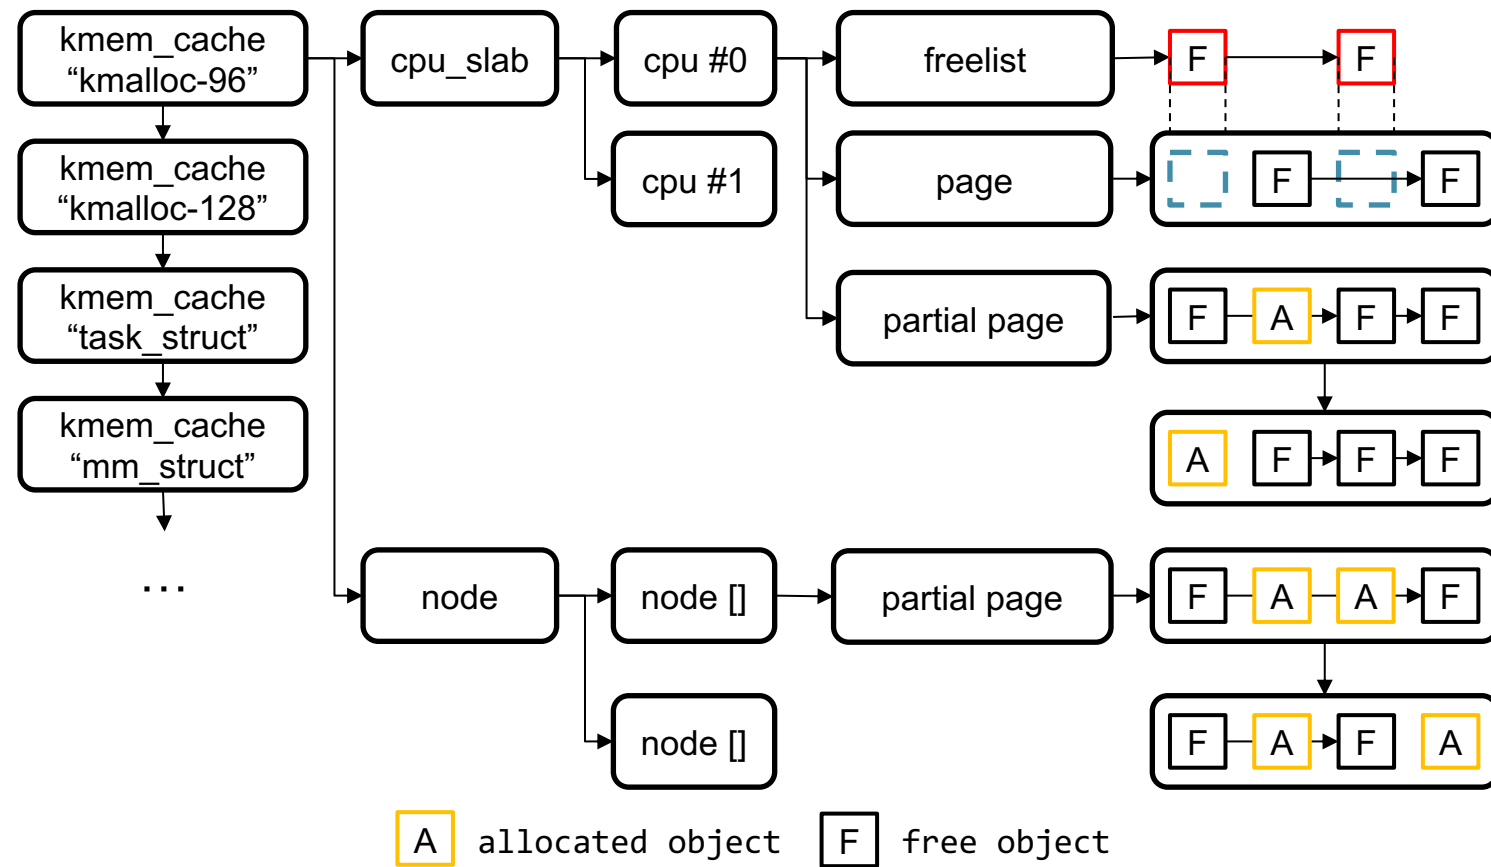 kmem_cache
“kmalloc-96”
cpu_slab
cpu #0
freelist
F
F
kmem_cache
“kmalloc-128”
cpu #1
page
F
F
kmem_cache
“task_struct”
partial page
F
A
F
F
kmem_cache
“mm_struct”
A
F
F
F
...
node
node []
partial page
F
A
A
F
node []
F
A
F
A
A allocated object
F free object